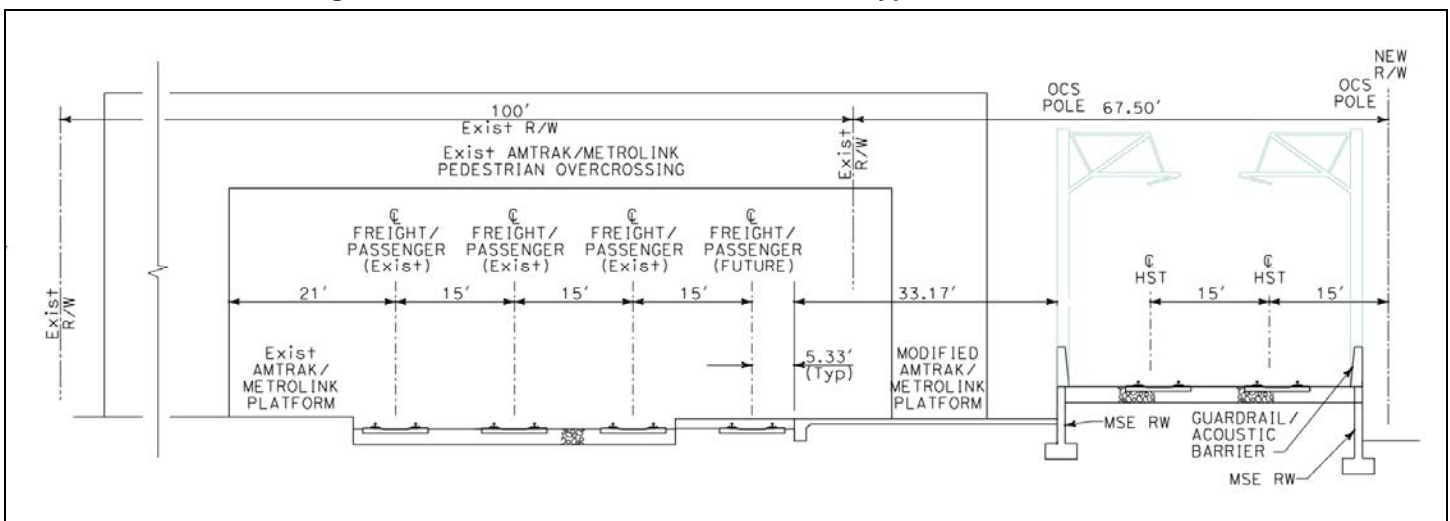 NEW
R/W
OCS
POLE
OCS
POLE
100'
Exist R/W
67.50'
Exist AMTRAK/METROLINK
PEDESTRIAN OVERCROSSING
Exist
R/W
℄
FREIGHT/
PASSENGER
(Exist)
℄
FREIGHT/
PASSENGER
(Exist)
℄
FREIGHT/
PASSENGER
(Exist)
℄
FREIGHT/
PASSENGER
(FUTURE)
℄
HST
℄
HST
21'
15'
15'
15'
33.17'
15'
15'
Exist
R/W
Exist
AMTRAK/
METROLINK
PLATFORM
5.33'
(Typ)
MODIFIED
AMTRAK/
METROLINK
PLATFORM
MSE RW
GUARDRAIL/
ACOUSTIC
BARRIER
MSE RW